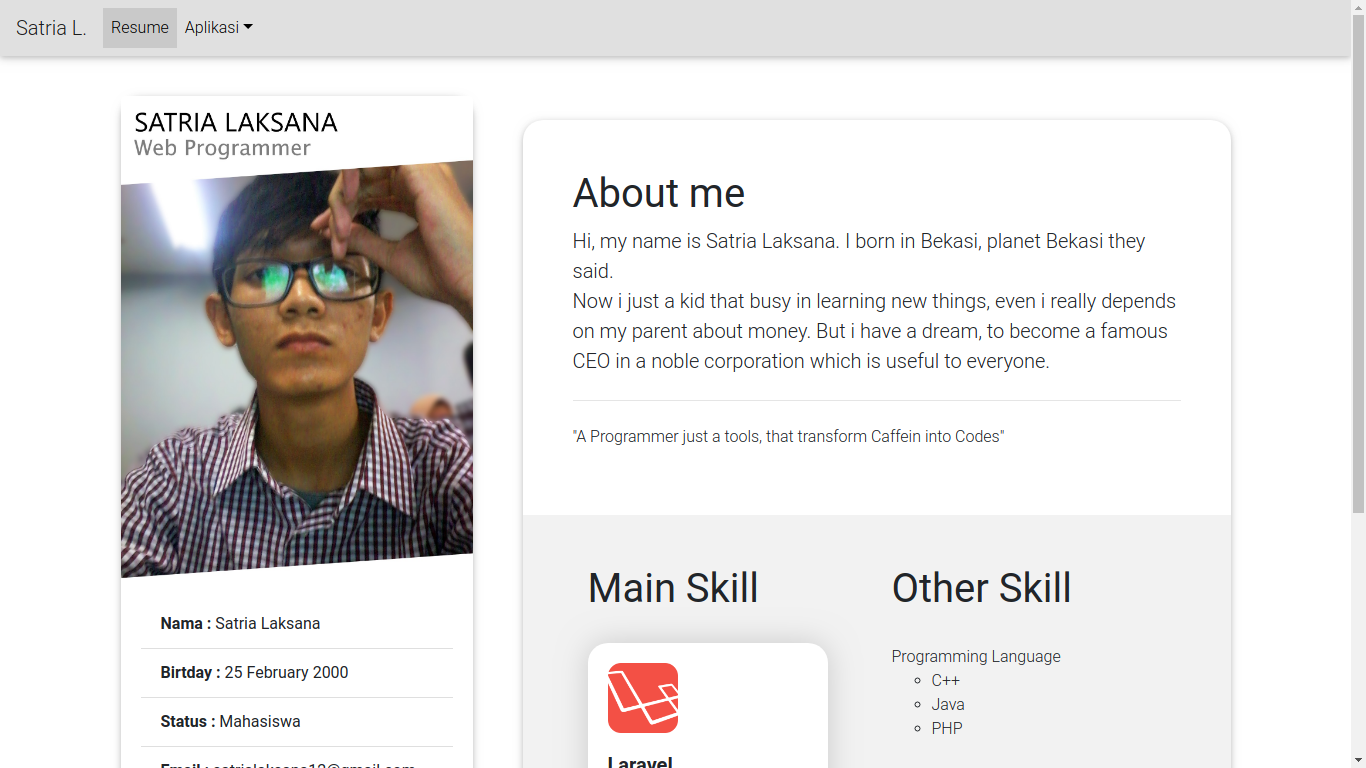 Satria L. Resume Aplikasi
SATRIA LAKSANA
Web Programmer
Nama : Satria Laksana
Birtday : 25 February 2000
Status : Mahasiswa
About me
Hi, my name is Satria Laksana. I born in Bekasi, planet Bekasi they
said.
Now i just a kid that busy in learning new things, even i really depends
on my parent about money. But i have a dream, to become a famous
CEO in a noble corporation which is useful to everyone.
"A Programmer just a tools, that transform Caffein into Codes"
Main Skill
Laravel
Other Skill
Programming Language
C++
Java
PHP